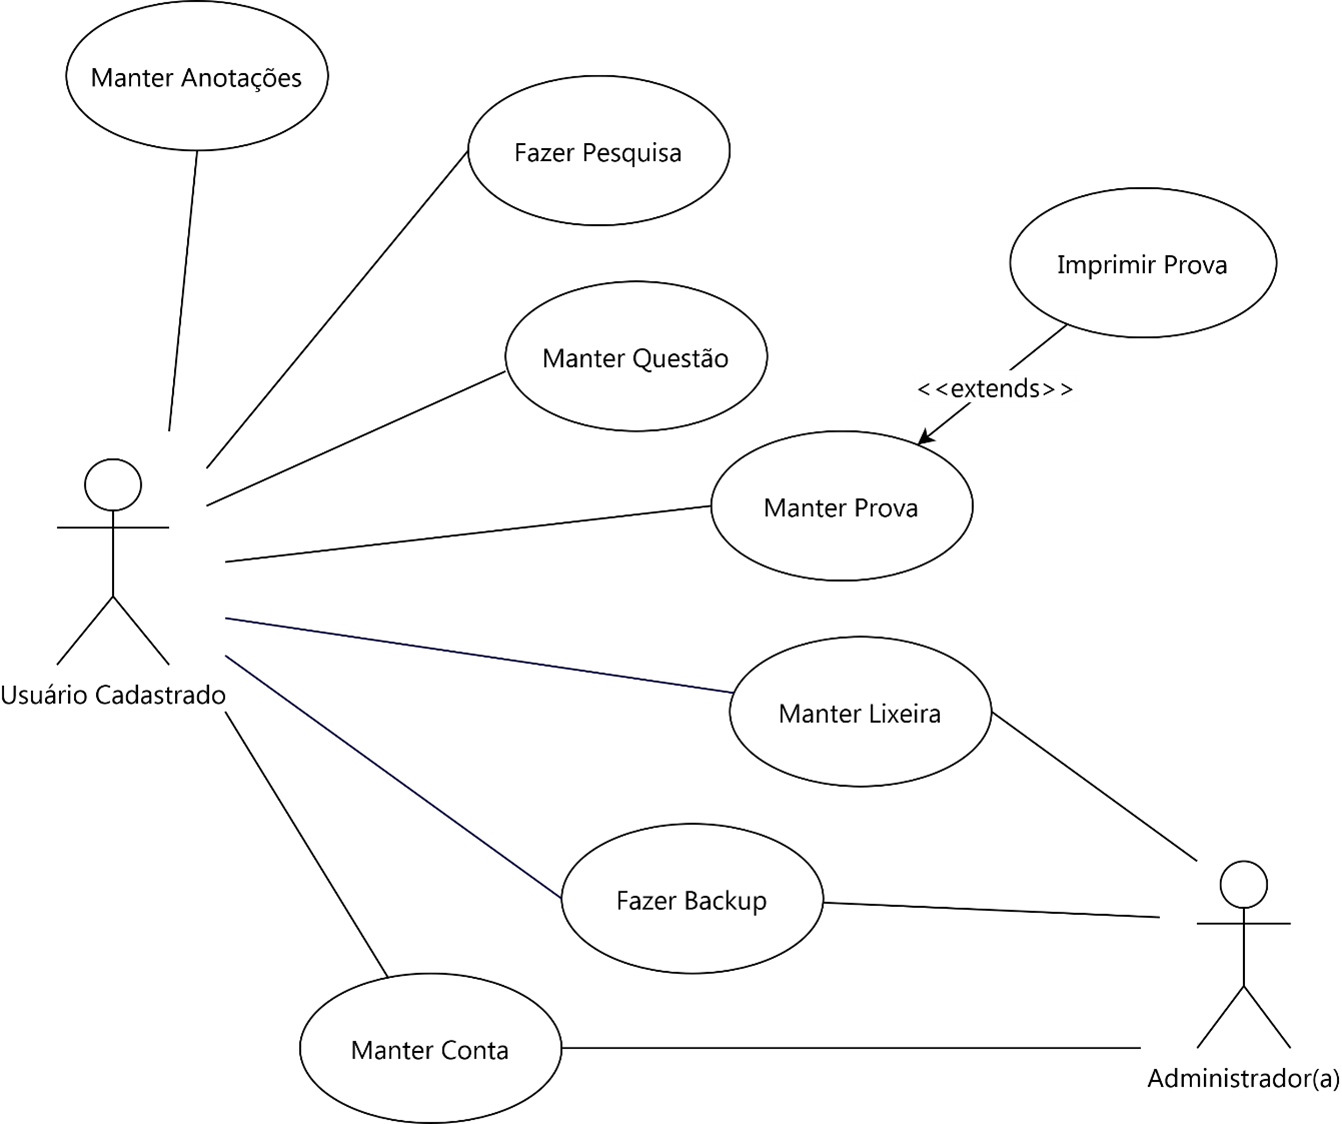 Manter Anotações
Fazer Pesquisa
Imprimir Prova
Manter Questão
<<extends>>
Manter Prova
Usuário Cadastrado
Manter Lixeira
Fazer Backup
Manter Conta
Administrador(a)